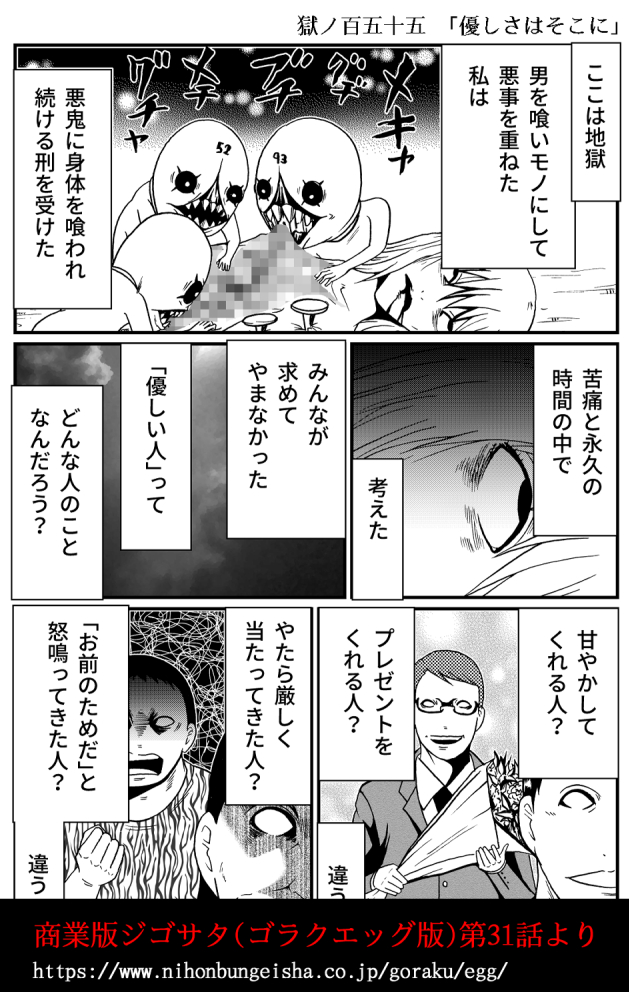 獄ノ百五十五 「優しさはそこに」
ここは地獄
男を喰いモノにして
悪事を重ねた
私は
メキャ
グギ
ブチ
メチ
グチャ
52
93
悪鬼に身体を喰われ
続ける刑を受けた
苦痛と永久の
時間の中で
考えた
みんなが
求めて
やまなかった
「優しい人」って
どんな人のこと
なんだろう?
甘やかして
くれる人?
プレゼントを
くれる人?
違う
やたら厳しく
当たってきた人?
「お前のためだ」と
怒鳴ってきた人?
違う
商業版ジゴサタ(ゴラクエッグ版)第31話より
https://www.nihonbungeisha.co.jp/goraku/egg/